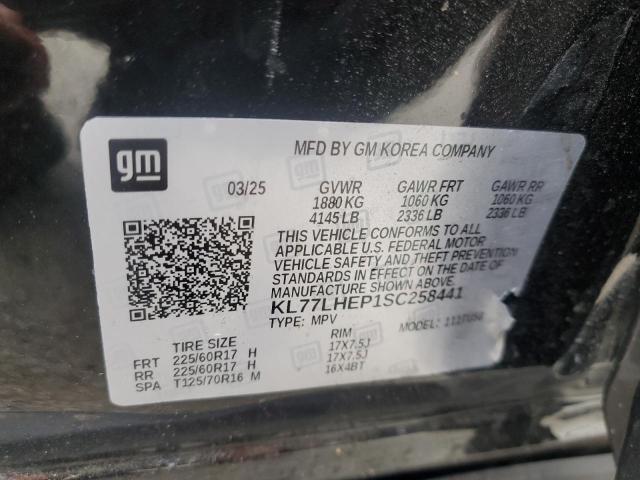 gm
MFD BY GM KOREA COMPANY
03/25 GVWR GAWR FRT GAWR RR
1880 KG 1060 KG 1060 KG
4145 LB 2336 LB 2336 LB
THIS VEHICLE CONFORMS TO ALL
APPLICABLE U.S. FEDERAL MOTOR
VEHICLE SAFETY AND THEFT PREVENTION
STANDARDS IN EFFECT ON THE DATE OF
MANUFACTURE SHOWN ABOVE.
KL77LHEP1SC258441
TYPE: MPV MODEL:
TIRE SIZE RIM
FRT 225/60R17 H 17X7.5J
RR 225/60R17 H 17X7.5J
SPA T125/70R16 M 16X4BT